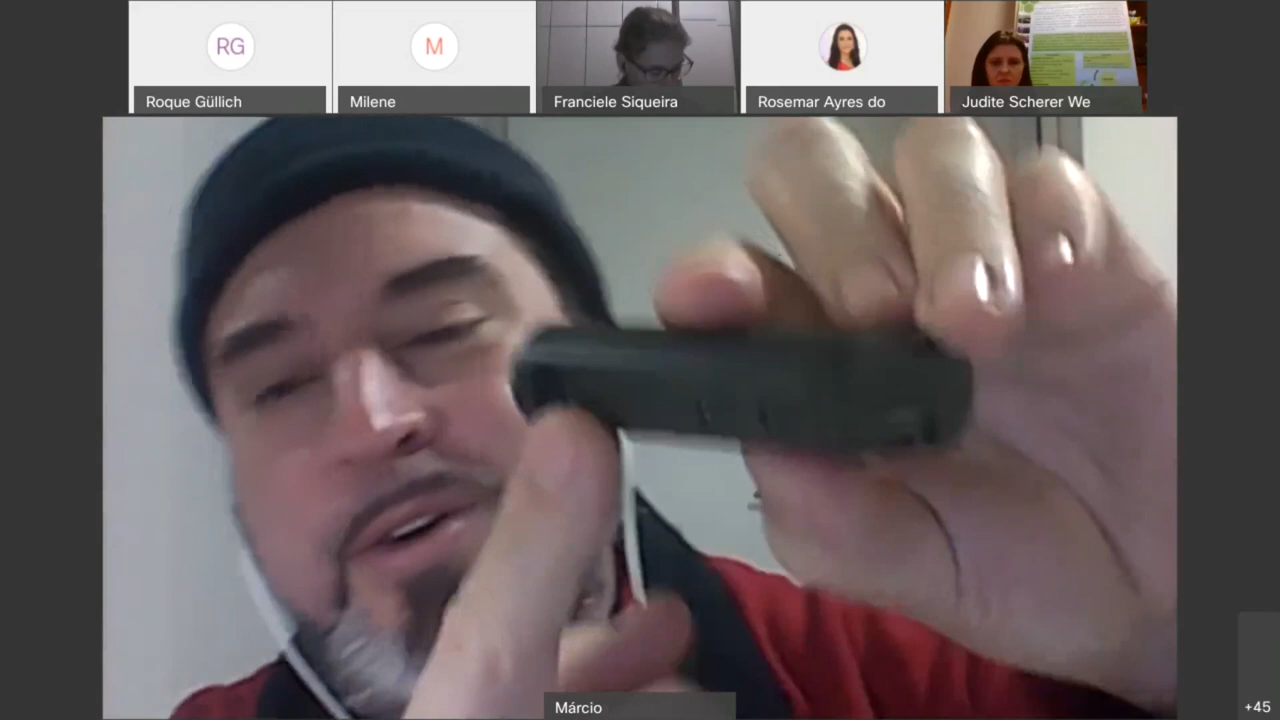 RG
M
Roque Güllich
Milene
Franciele Siqueira
Rosemar Ayres do
Judite Scherer We
Márcio
+45